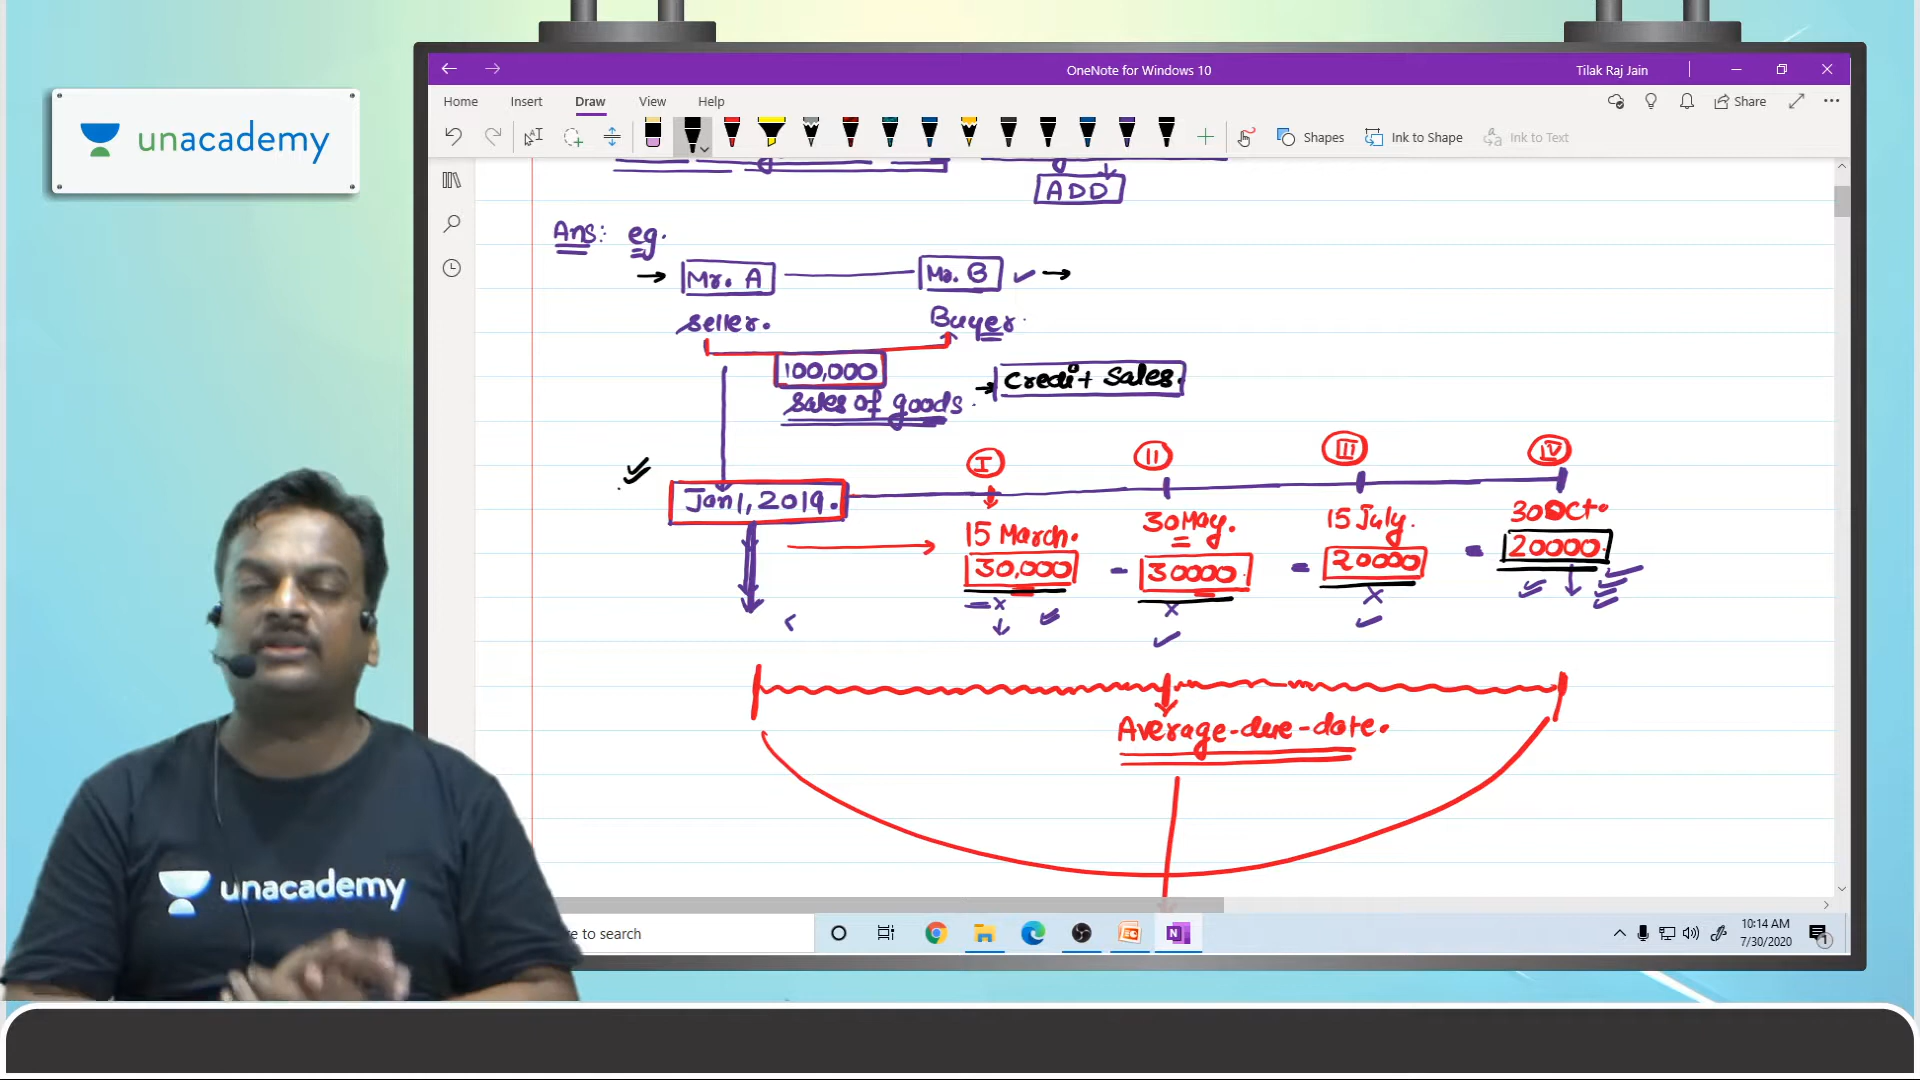 unacademy
OneNote for Windows 10
Tilak Raj Jain
Home Insert Draw View Help
Share
Shapes Ink to Shape Ink to Text
ADD
Ans: eg.
Mr. A Mr. B
Seller. Buyer
100,000
Sales of goods
Credit Sales.
I II III IV
Jan 1, 2019.
15 March. 30 May. 15 July. 30 Oct.
30,000 30000 20000 20000
Average-due-date.
unacademy
e to search
10:14 AM
7/30/2020
1